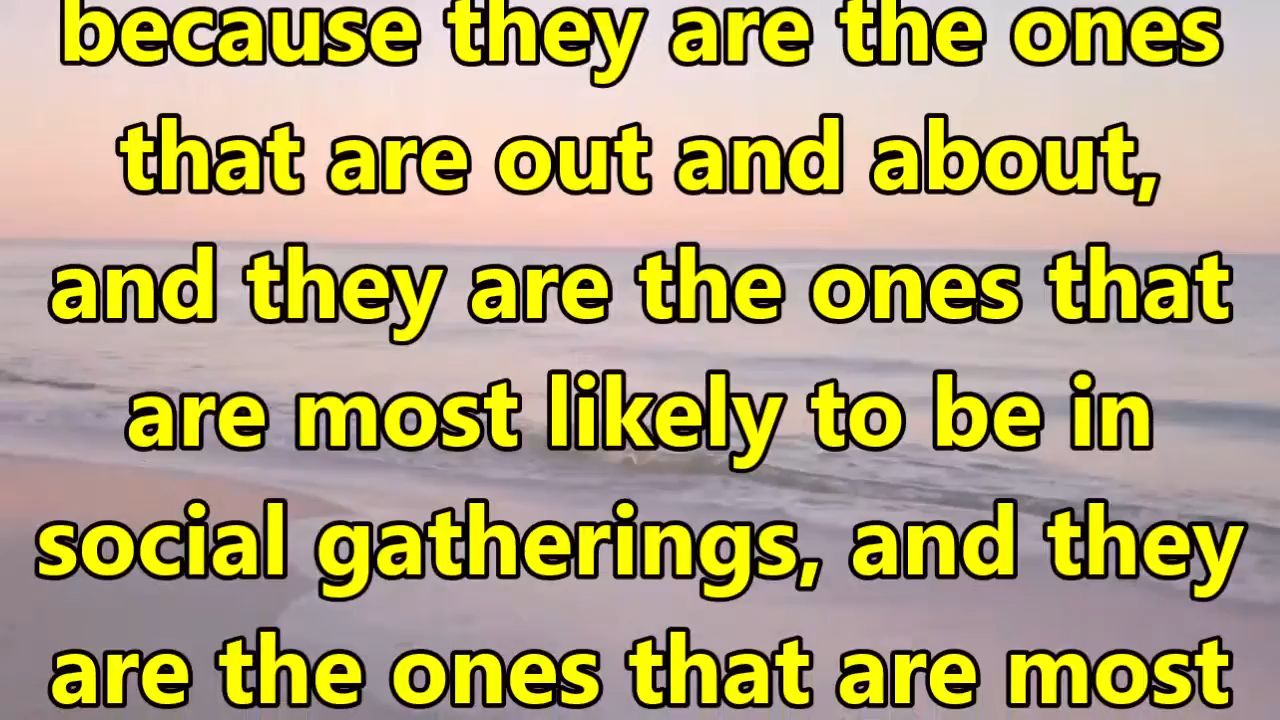 because they are the ones
that are out and about,
and they are the ones that
are most likely to be in
social gatherings, and they
are the ones that are most